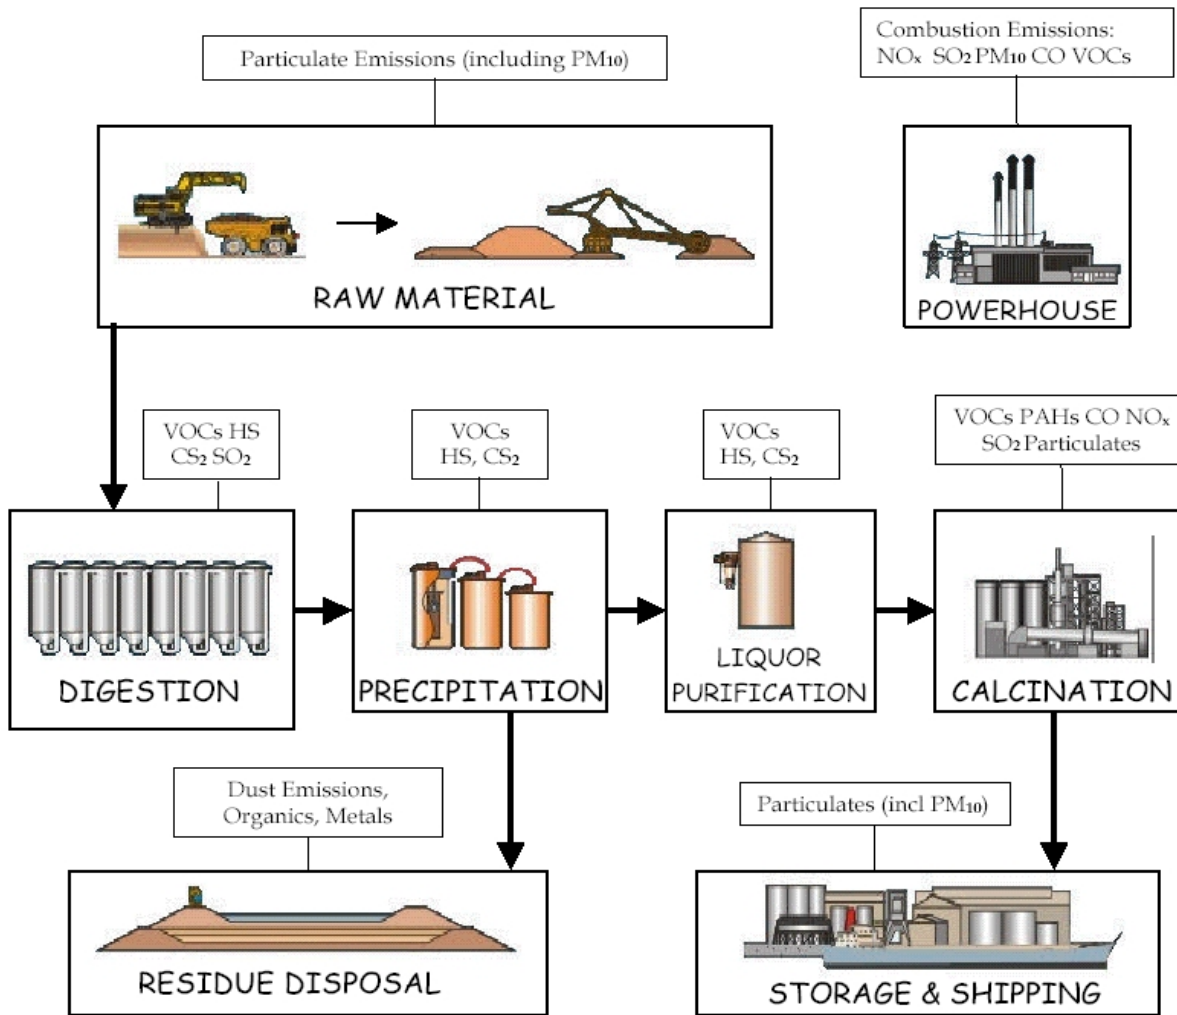 Particulate Emissions (including PM₁₀)
Combustion Emissions:
NOₓ SO₂ PM₁₀ CO VOCs
RAW MATERIAL
POWERHOUSE
VOCs HS
CS₂ SO₂
VOCs
HS, CS₂
VOCs
HS, CS₂
VOCs PAHs CO NOₓ
SO₂ Particulates
DIGESTION
PRECIPITATION
LIQUOR
PURIFICATION
CALCINATION
Dust Emissions,
Organics, Metals
Particulates (incl PM₁₀)
RESIDUE DISPOSAL
STORAGE & SHIPPING